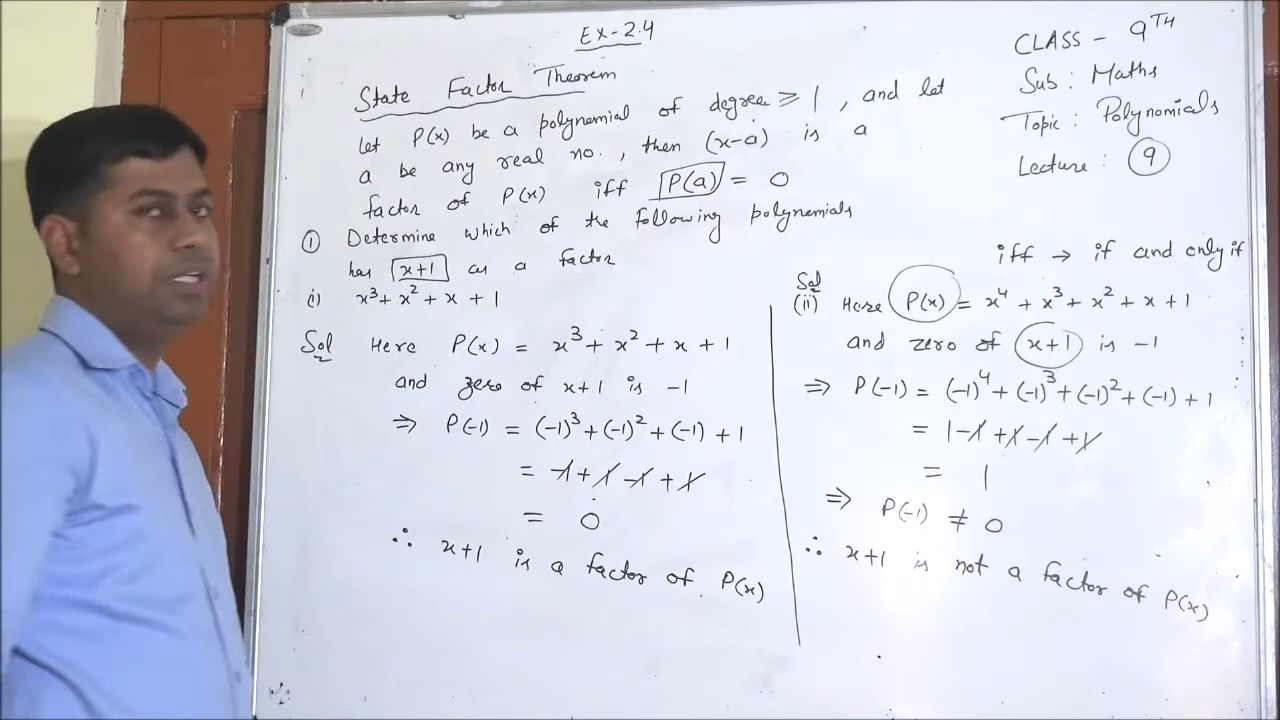 Ex-2.4
CLASS - 9TH
Sub : Maths
Topic : Polynomials
Lecture : 9
State Factor Theorem
Let P(x) be a polynomial of degree ≥ 1, and let
a be any real no., then (x-a) is a
factor of P(x) iff P(a) = 0
① Determine which of the following polynomials
has x+1 as a factor
i) x³ + x² + x + 1
Sol Here P(x) = x³ + x² + x + 1
and zero of x+1 is -1
⇒ P(-1) = (-1)³ + (-1)² + (-1) + 1
= -1 + 1 - 1 + 1
= 0
∴ x+1 is a factor of P(x)
iff → if and only if
Sol
(ii) Here P(x) = x⁴ + x³ + x² + x + 1
and zero of x+1 is -1
⇒ P(-1) = (-1)⁴ + (-1)³ + (-1)² + (-1) + 1
= 1 - 1 + 1 - 1 + 1
= 1
⇒ P(-1) ≠ 0
∴ x+1 is not a factor of P(x)